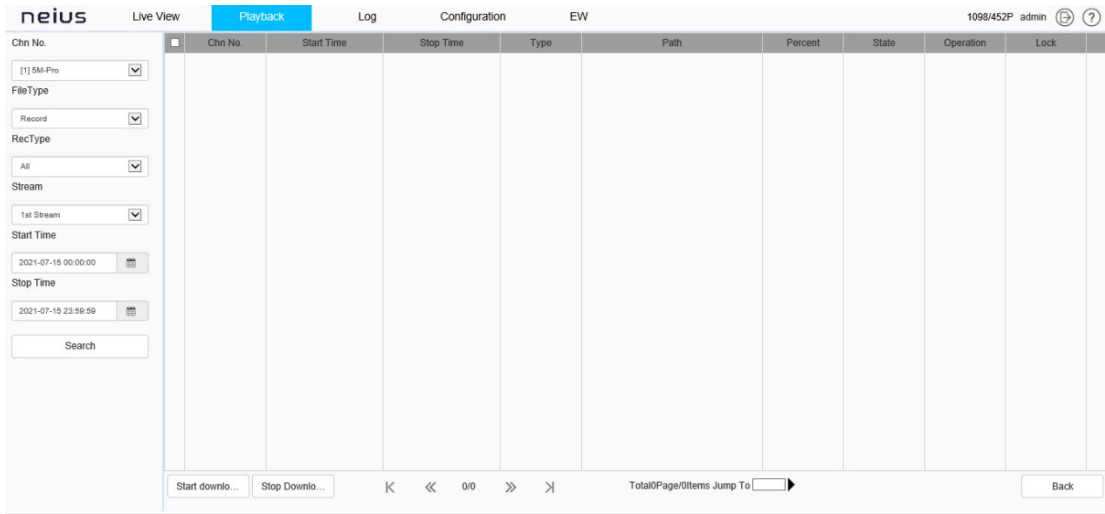 neius Live View Playback Log Configuration EW 1098/452P admin ?
Chn No.
[1] 5M-Pro
FileType
Record
RecType
All
Stream
1st Stream
Start Time
2021-07-15 00:00:00
Stop Time
2021-07-15 23:59:59
Search
Chn No. Start Time Stop Time Type Path Percent State Operation Lock
Start downlo... Stop Downlo... 0/0 Total0Page/0Items Jump To Back